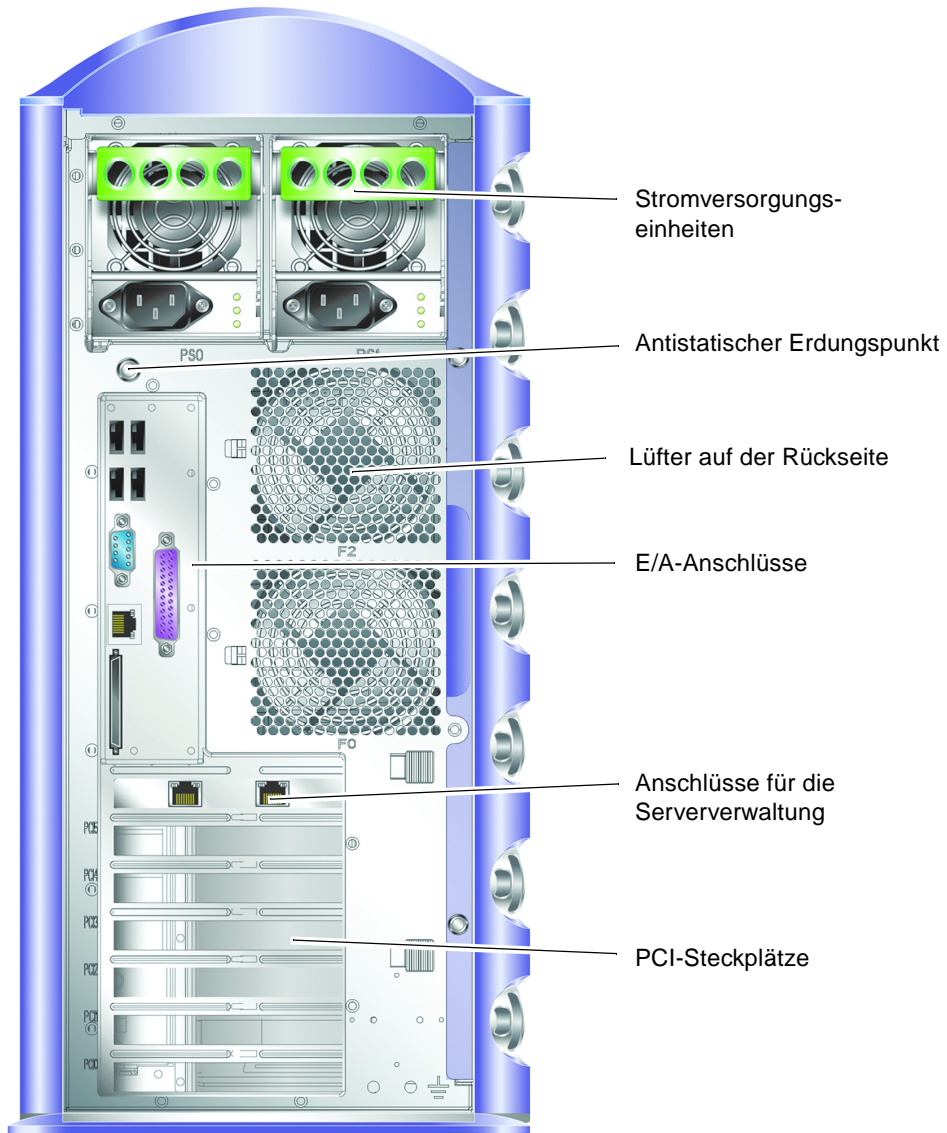 Stromversorgungs-
einheiten
PS0
PS1
Antistatischer Erdungspunkt
Lüfter auf der Rückseite
F2
E/A-Anschlüsse
F0
Anschlüsse für die
Serververwaltung
PCI5
PCI4
PCI3
PCI-Steckplätze
PCI2
PCI1
PCI0